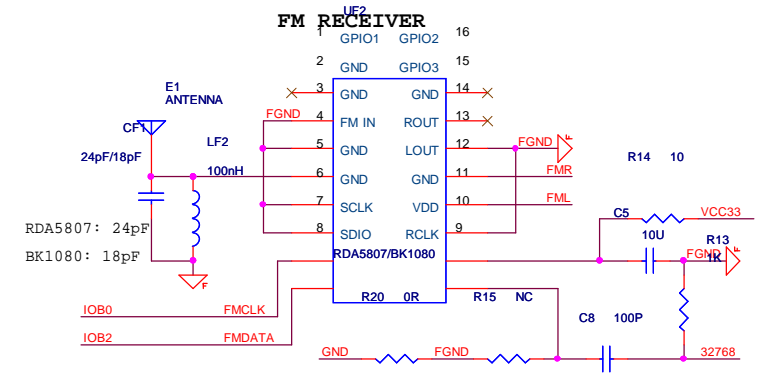 FM RECEIVER
UF2
1 GPIO1 GPIO2 16
2 GND GPIO3 15
3 GND GND 14
4 FM IN ROUT 13
5 GND LOUT 12
6 GND GND 11
7 SCLK VDD 10
8 SDIO RCLK 9
RDA5807/BK1080
E1
ANTENNA
CF1
24pF/18pF
LF2
100nH
FGND
RDA5807: 24pF
BK1080: 18pF
FGND
FMR
FML
R14 10
VCC33
C5
10U
R13
1K
FGND
IOB0 FMCLK
IOB2 FMDATA
R20 0R
R15 NC
C8 100P
GND
FGND
32768
F
F
F